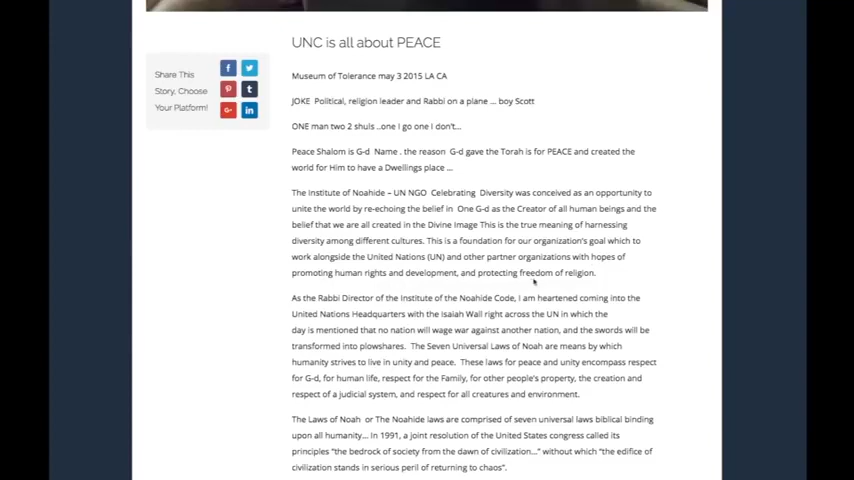 UNC is all about PEACE
Share This
Story, Choose
Your Platform!
Museum of Tolerance may 3 2015 LA CA
JOKE Political, religion leader and Rabbi on a plane ... boy Scott
ONE man two 2 shuls ..one I go one I don't...
Peace Shalom is G-d Name . the reason G-d gave the Torah is for PEACE and created the
world for Him to have a Dwellings place ...
The Institute of Noahide – UN NGO Celebrating Diversity was conceived as an opportunity to
unite the world by re-echoing the belief in One G-d as the Creator of all human beings and the
belief that we are all created in the Divine Image This is the true meaning of harnessing
diversity among different cultures. This is a foundation for our organization's goal which to
work alongside the United Nations (UN) and other partner organizations with hopes of
promoting human rights and development, and protecting freedom of religion.
As the Rabbi Director of the Institute of the Noahide Code, I am heartened coming into the
United Nations Headquarters with the Isaiah Wall right across the UN in which the
day is mentioned that no nation will wage war against another nation, and the swords will be
transformed into plowshares. The Seven Universal Laws of Noah are means by which
humanity strives to live in unity and peace. These laws for peace and unity encompass respect
for G-d, for human life, respect for the Family, for other people's property, the creation and
respect of a judicial system, and respect for all creatures and environment.
The Laws of Noah or The Noahide laws are comprised of seven universal laws biblical binding
upon all humanity... In 1991, a joint resolution of the United States congress called its
principles "the bedrock of society from the dawn of civilization..." without which "the edifice of
civilization stands in serious peril of returning to chaos".